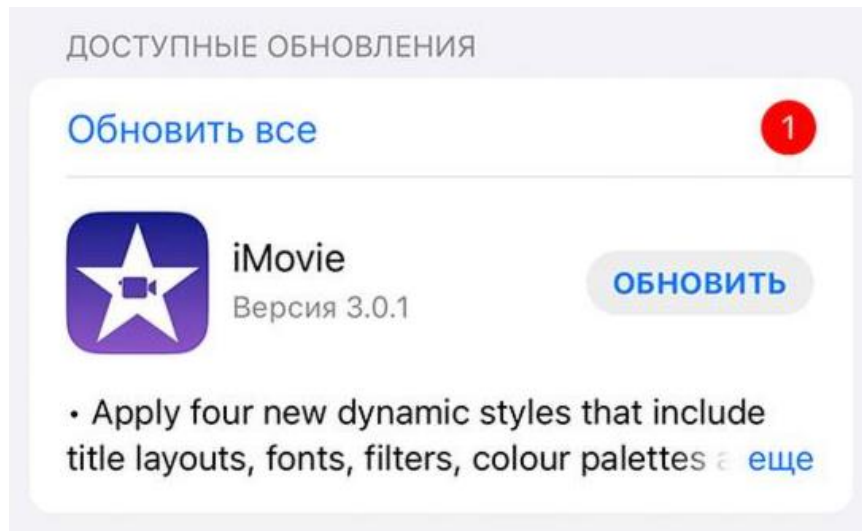 ДОСТУПНЫЕ ОБНОВЛЕНИЯ
Обновить все
1
iMovie
Версия 3.0.1
ОБНОВИТЬ
• Apply four new dynamic styles that include
title layouts, fonts, filters, colour palettes еще